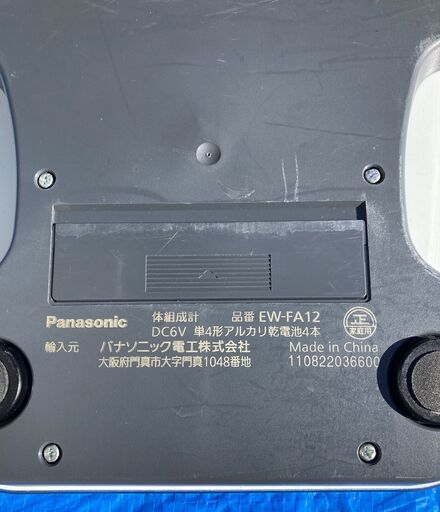 Panasonic 体組成計 品番 EW-FA12 正
DC6V 単4形アルカリ乾電池4本 家庭用
輸入元 パナソニック電工株式会社 Made in China
大阪府門真市大字門真1048番地 110822036600